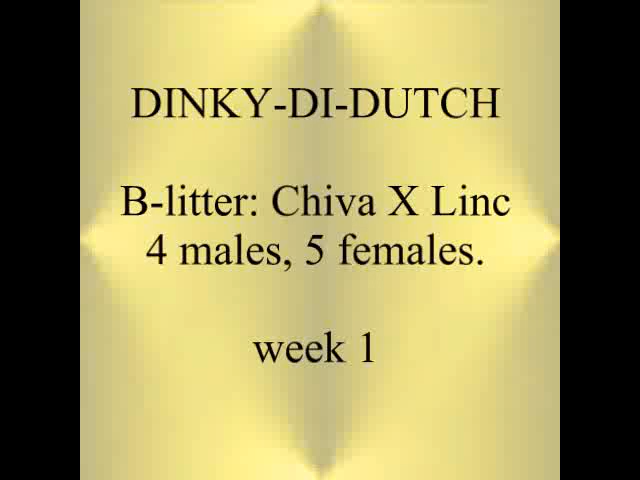 DINKY-DI-DUTCH
B-litter: Chiva X Linc
4 males, 5 females.
week 1